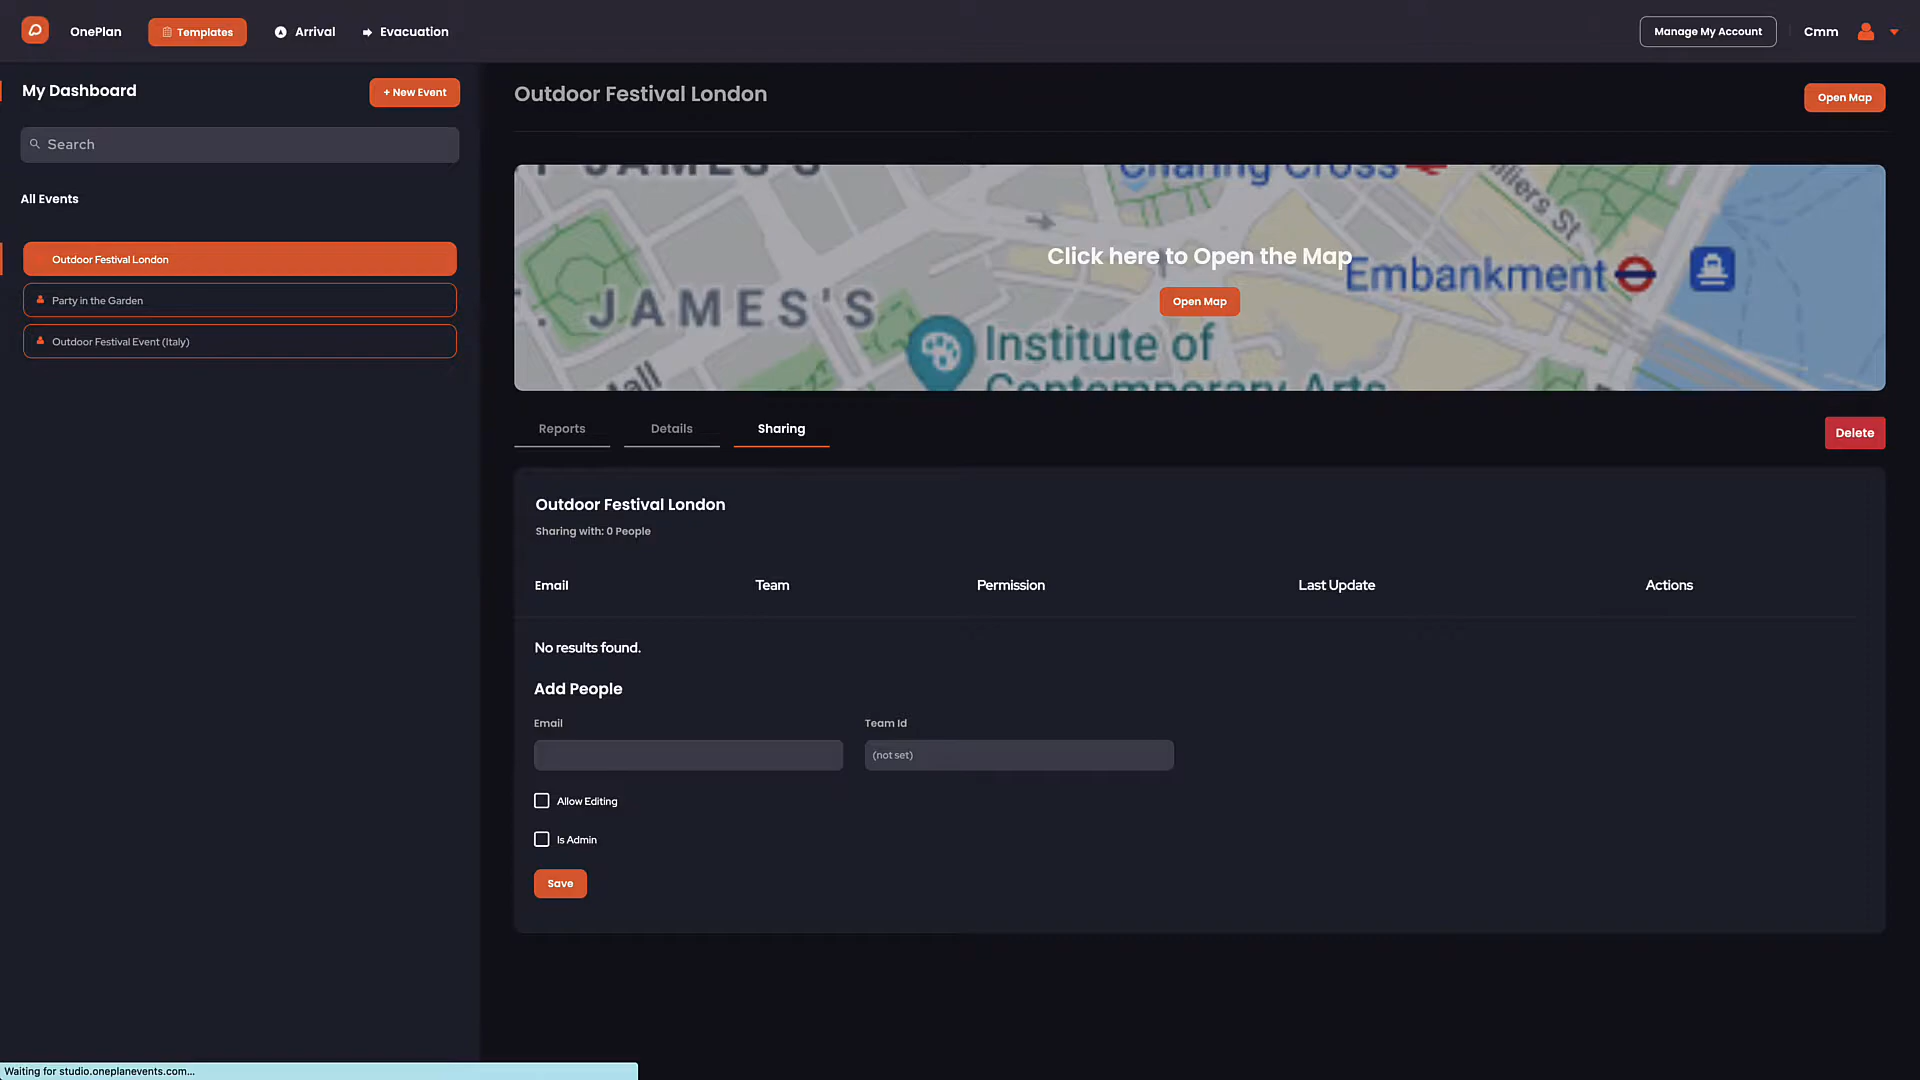 OnePlan
Templates
Arrival
Evacuation
Manage My Account
Cmm
My Dashboard
+ New Event
Search
All Events
Outdoor Festival London
Party in the Garden
Outdoor Festival Event (Italy)
Outdoor Festival London
Open Map
Charing Cross
Villiers St
Click here to Open the Map
Open Map
Embankment
JAMES'S
Institute of
Contemporary Arts
Reports
Details
Sharing
Delete
Outdoor Festival London
Sharing with: 0 People
Email
Team
Permission
Last Update
Actions
No results found.
Add People
Email
Team Id
(not set)
Allow Editing
Is Admin
Save
Waiting for studio.oneplanevents.com...